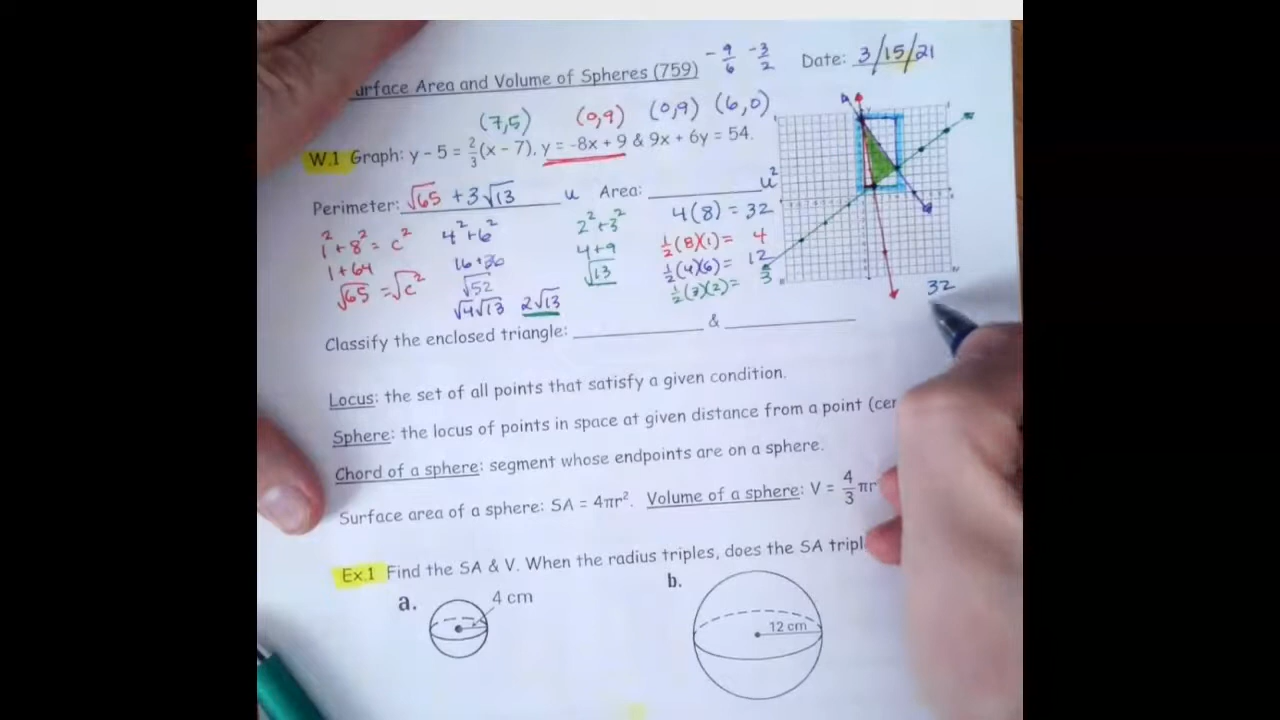 urface Area and Volume of Spheres (759) -9/6 -3/2 Date: 3/15/21
(7,5) (0,9) (0,9) (6,0)
W.1 Graph: y - 5 = 2/3(x - 7), y = -8x + 9 & 9x + 6y = 54.
Perimeter: √65 + 3√13 u Area: u²
1² + 8² = c² 4² + 6² 2² + 3² 4(8) = 32
1 + 64 16 + 36 4 + 9 1/2(8)(1) = 4
√65 = √c² √52 √13 1/2(4)(6) = 12
√4√13 2√13 1/2(3)(2) = 3
32
Classify the enclosed triangle: &
Locus: the set of all points that satisfy a given condition.
Sphere: the locus of points in space at given distance from a point (cen
Chord of a sphere: segment whose endpoints are on a sphere.
Surface area of a sphere: SA = 4πr². Volume of a sphere: V = 4/3 πr
Ex.1 Find the SA & V. When the radius triples, does the SA tripl
a. 4 cm b. 12 cm